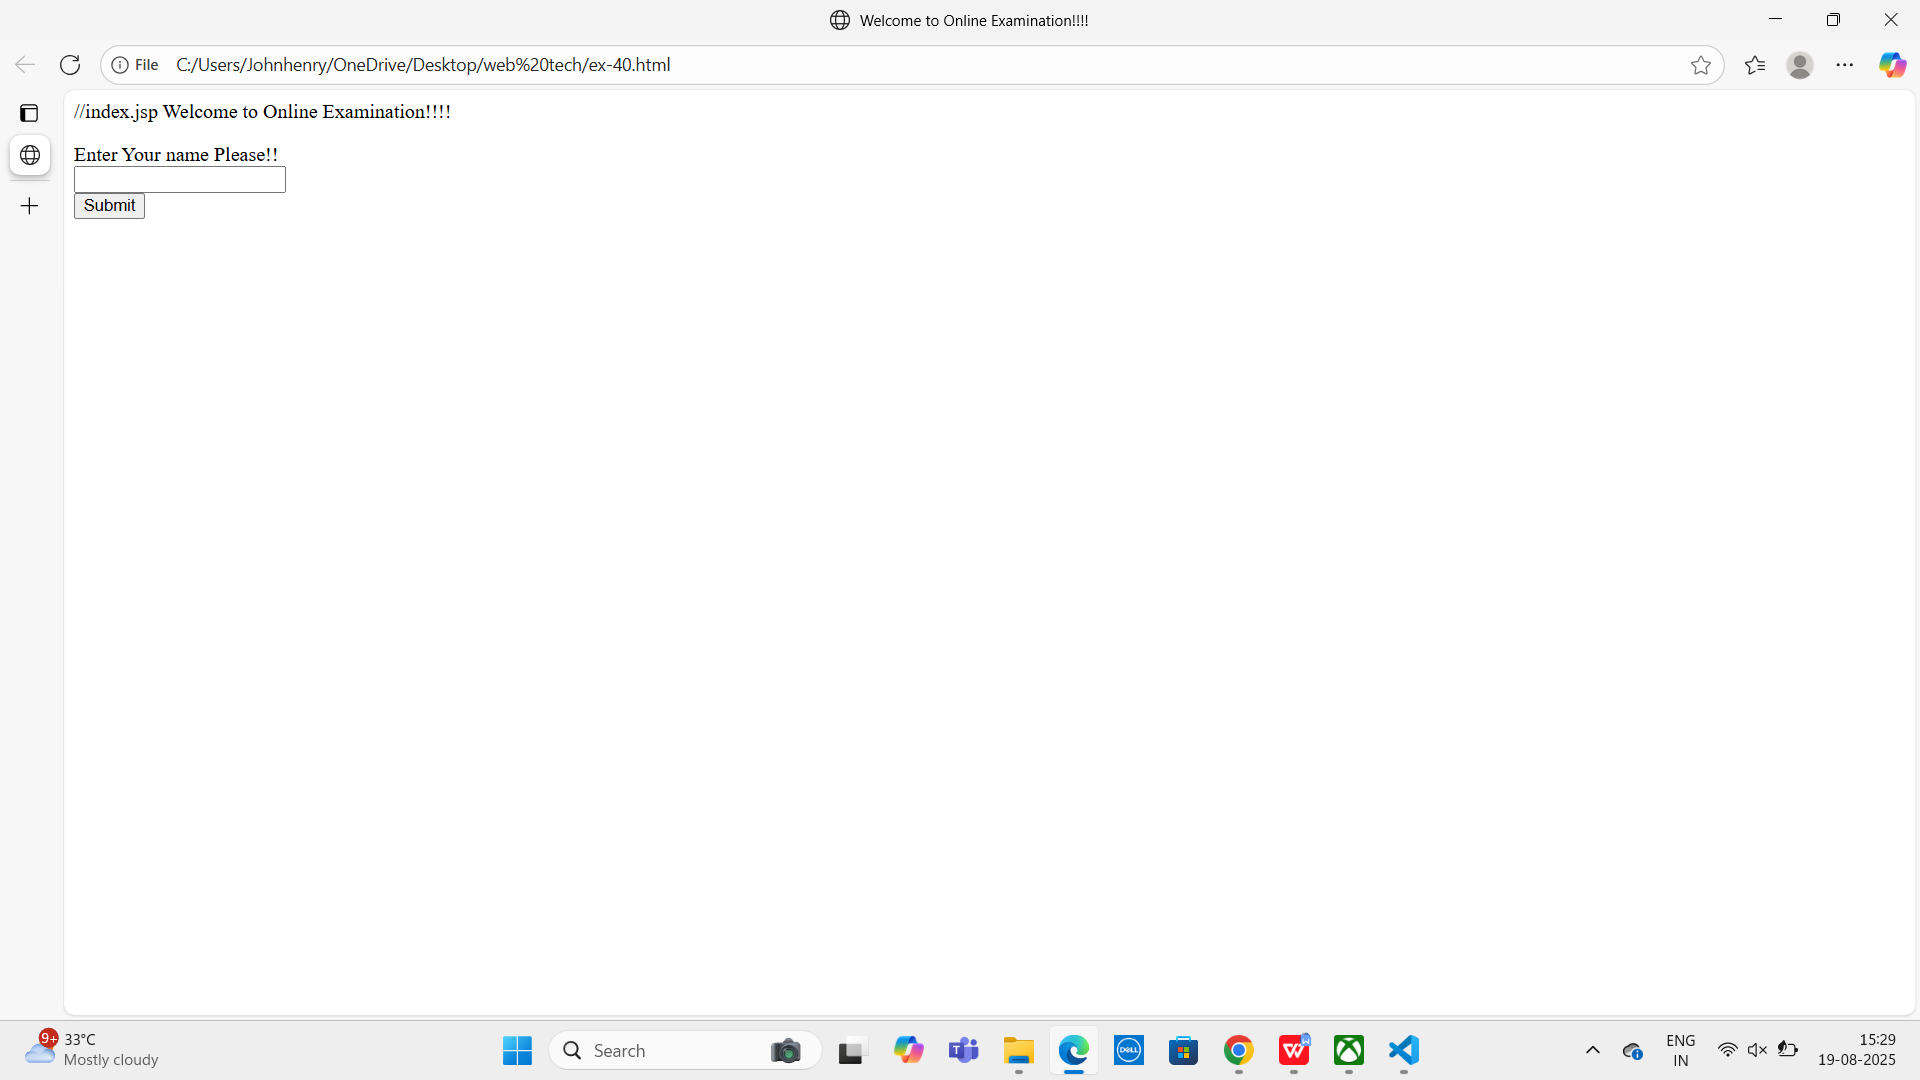 Welcome to Online Examination!!!!
File C:/Users/Johnhenry/OneDrive/Desktop/web%20tech/ex-40.html
//index.jsp Welcome to Online Examination!!!!
Enter Your name Please!!
Submit
9+ 33°C
Mostly cloudy
Search
DELL
ENG
IN
15:29
19-08-2025